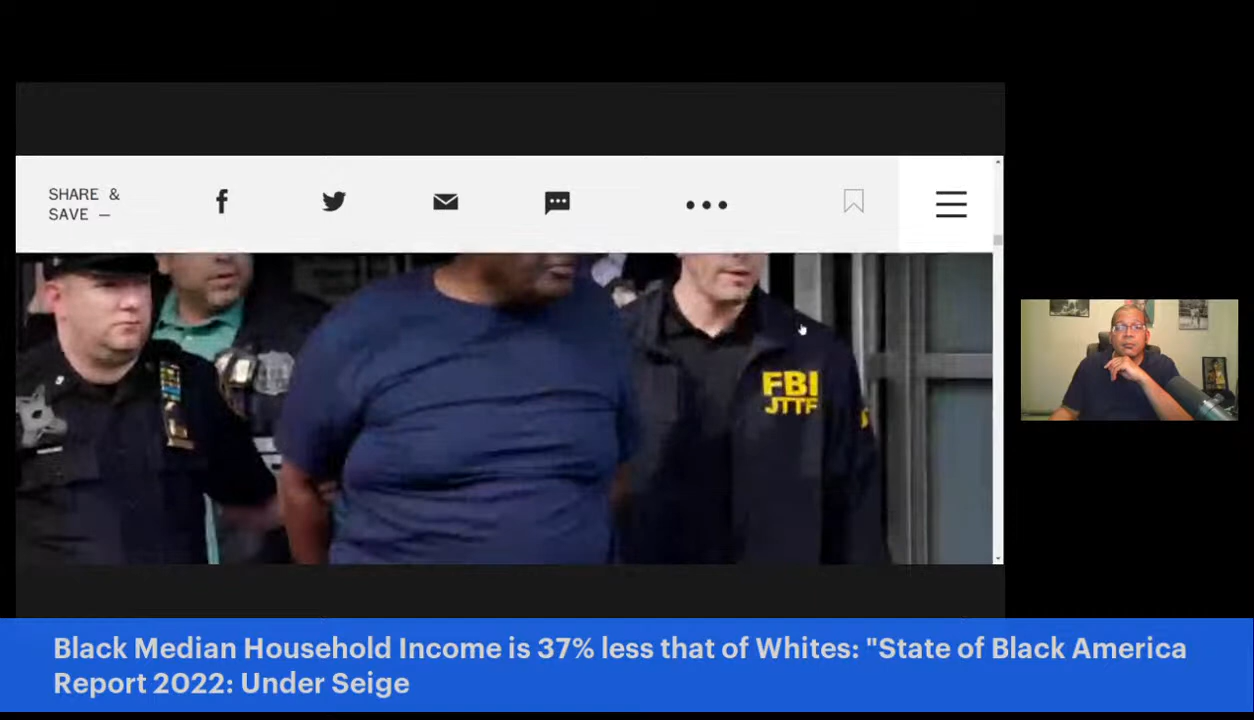 SHARE &
SAVE —
FBI
JTTF
Black Median Household Income is 37% less that of Whites: "State of Black America
Report 2022: Under Seige